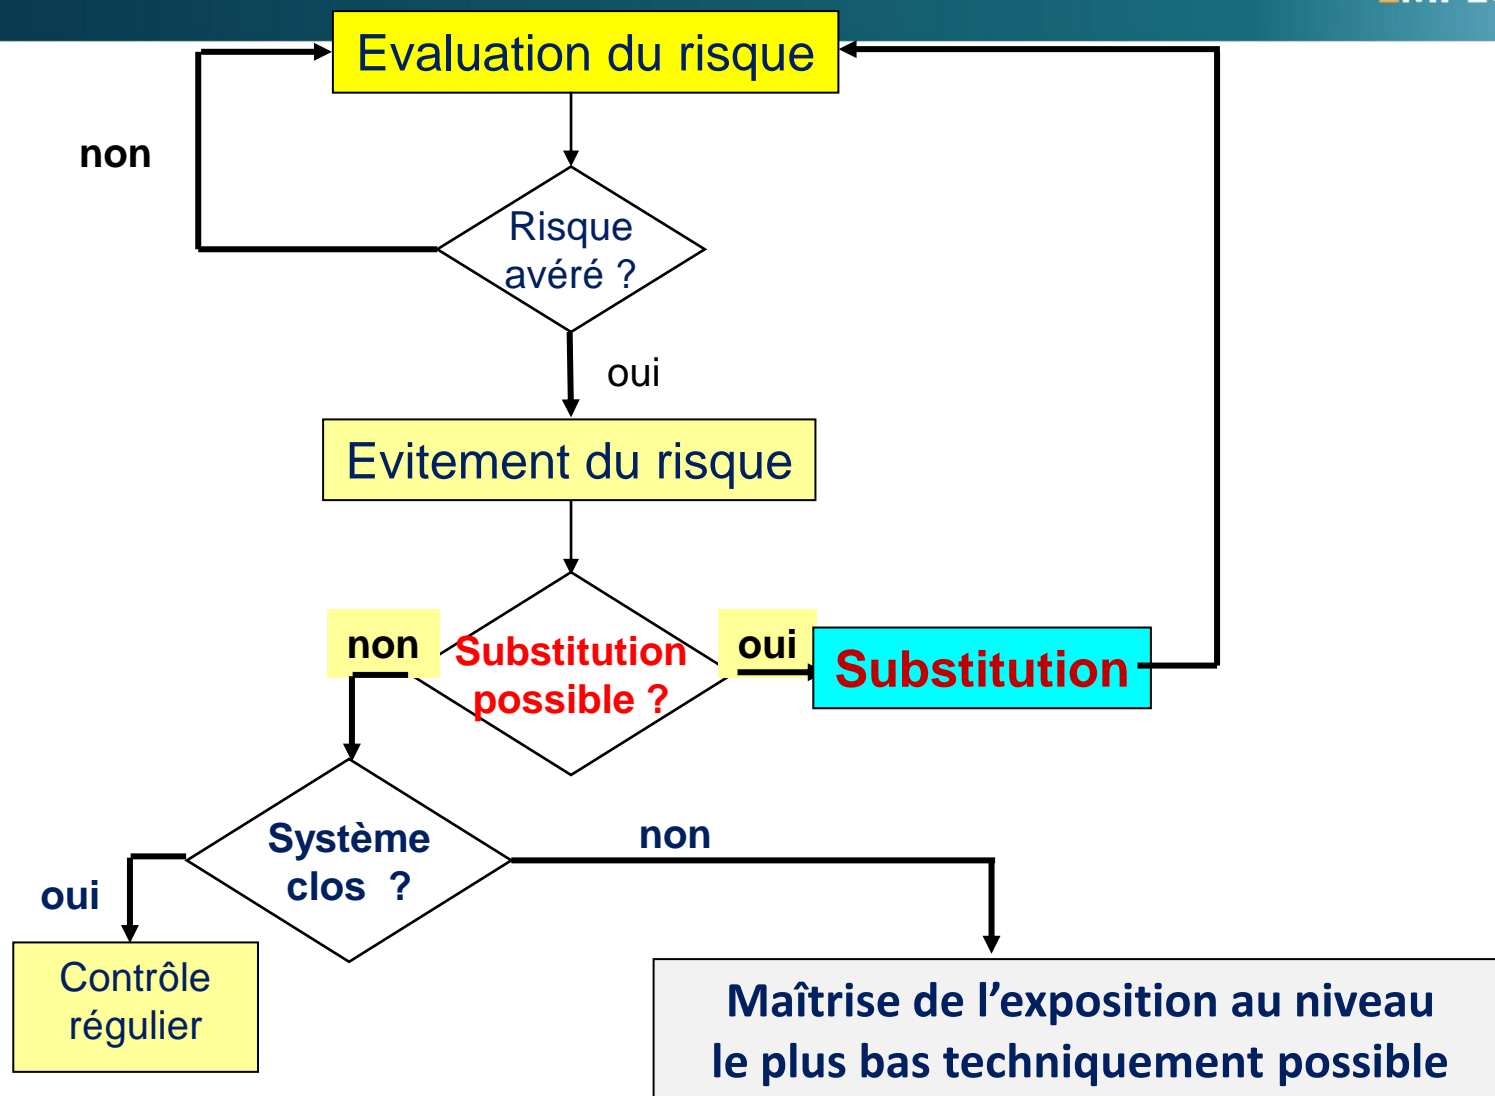 Evaluation du risque
non
Risque
avéré ?
oui
Evitement du risque
non
Substitution
possible ?
oui
Substitution
Système
clos ?
non
oui
Contrôle
régulier
Maîtrise de l’exposition au niveau
le plus bas techniquement possible